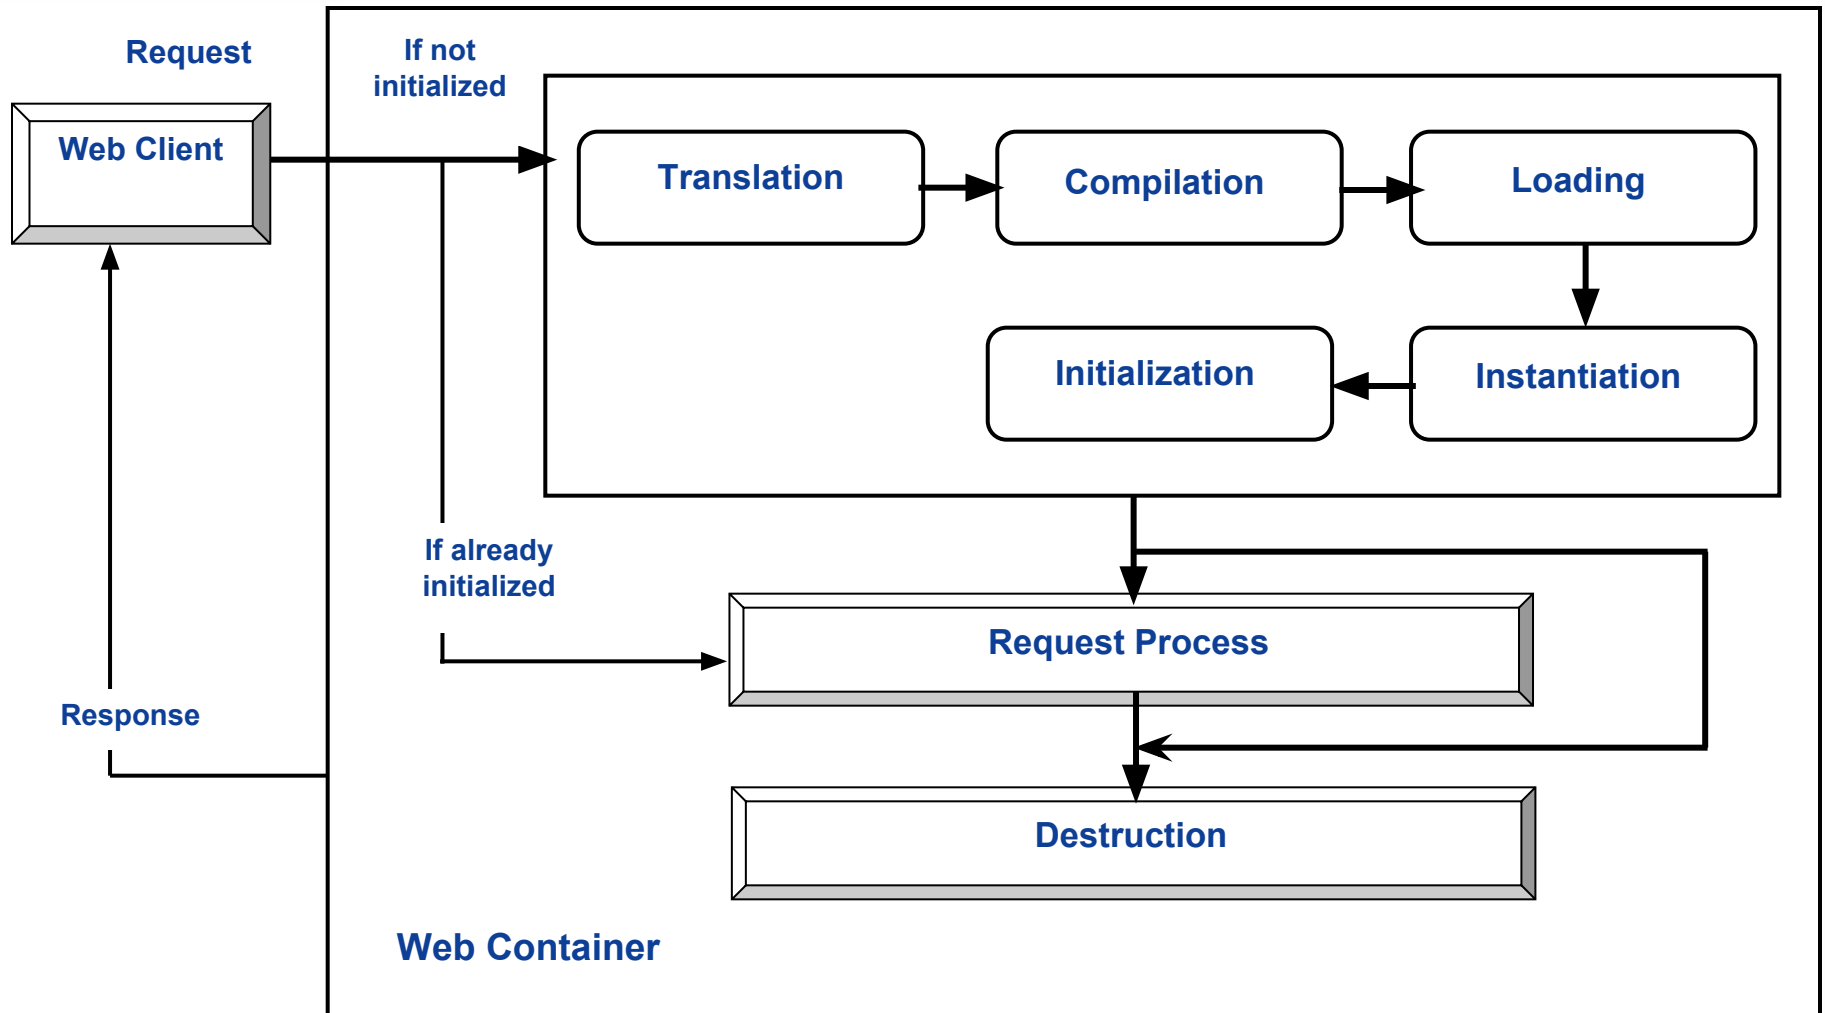 Request
If not
initialized
Web Client
Translation
Compilation
Loading
Initialization
Instantiation
If already
initialized
Request Process
Response
Destruction
Web Container